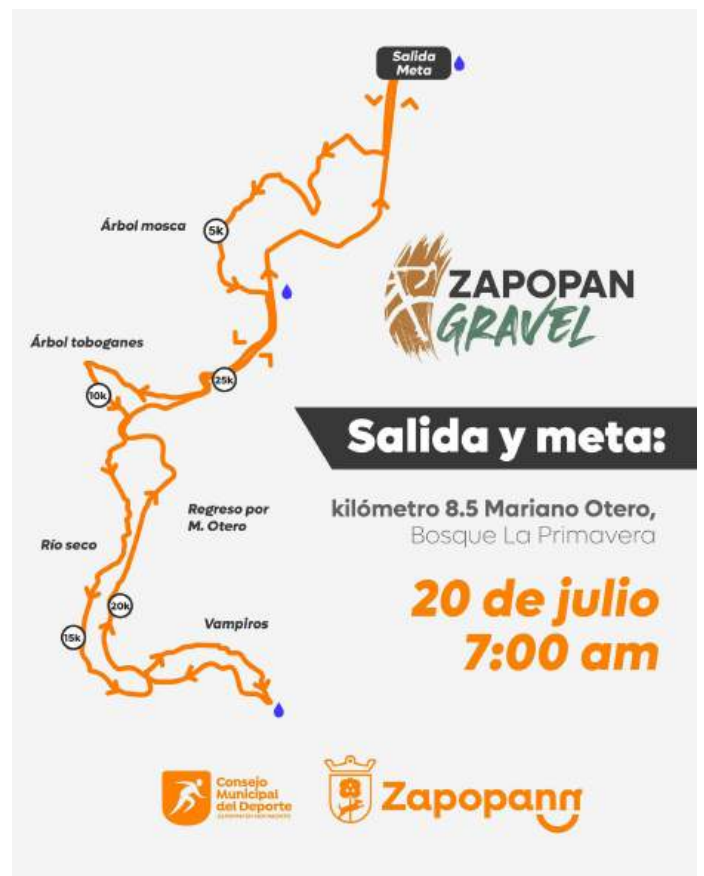 Salida
Meta
Árbol mosca
5k
ZAPOPAN
GRAVEL
Árbol toboganes
25k
10k
Salida y meta:
Regreso por
M. Otero
kilómetro 8.5 Mariano Otero,
Bosque La Primavera
Río seco
20 de julio
7:00 am
20k
15k
Vampiros
Consejo
Municipal
del Deporte
Zapopan